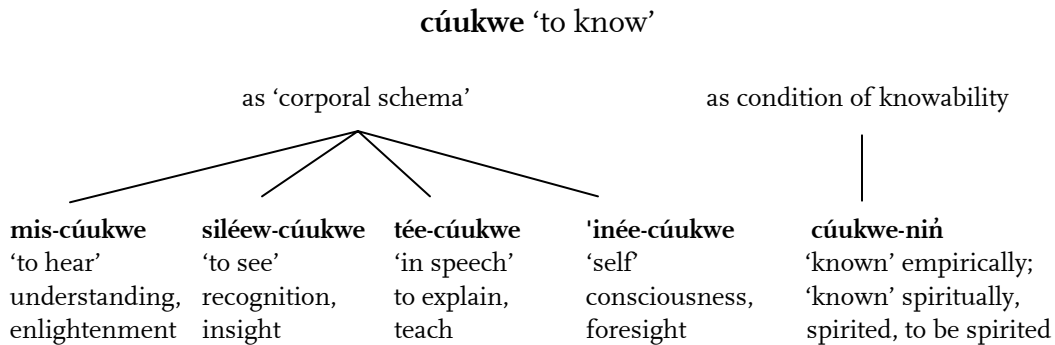 cúukwe ‘to know’
as ‘corporal schema’
as condition of knowability
mis-cúukwe
‘to hear’
understanding,
enlightenment
siléew-cúukwe
‘to see’
recognition,
insight
tée-cúukwe
‘in speech’
to explain,
teach
'inée-cúukwe
‘self’
consciousness,
foresight
cúukwe-nin̓
‘known’ empirically;
‘known’ spiritually,
spirited, to be spirited